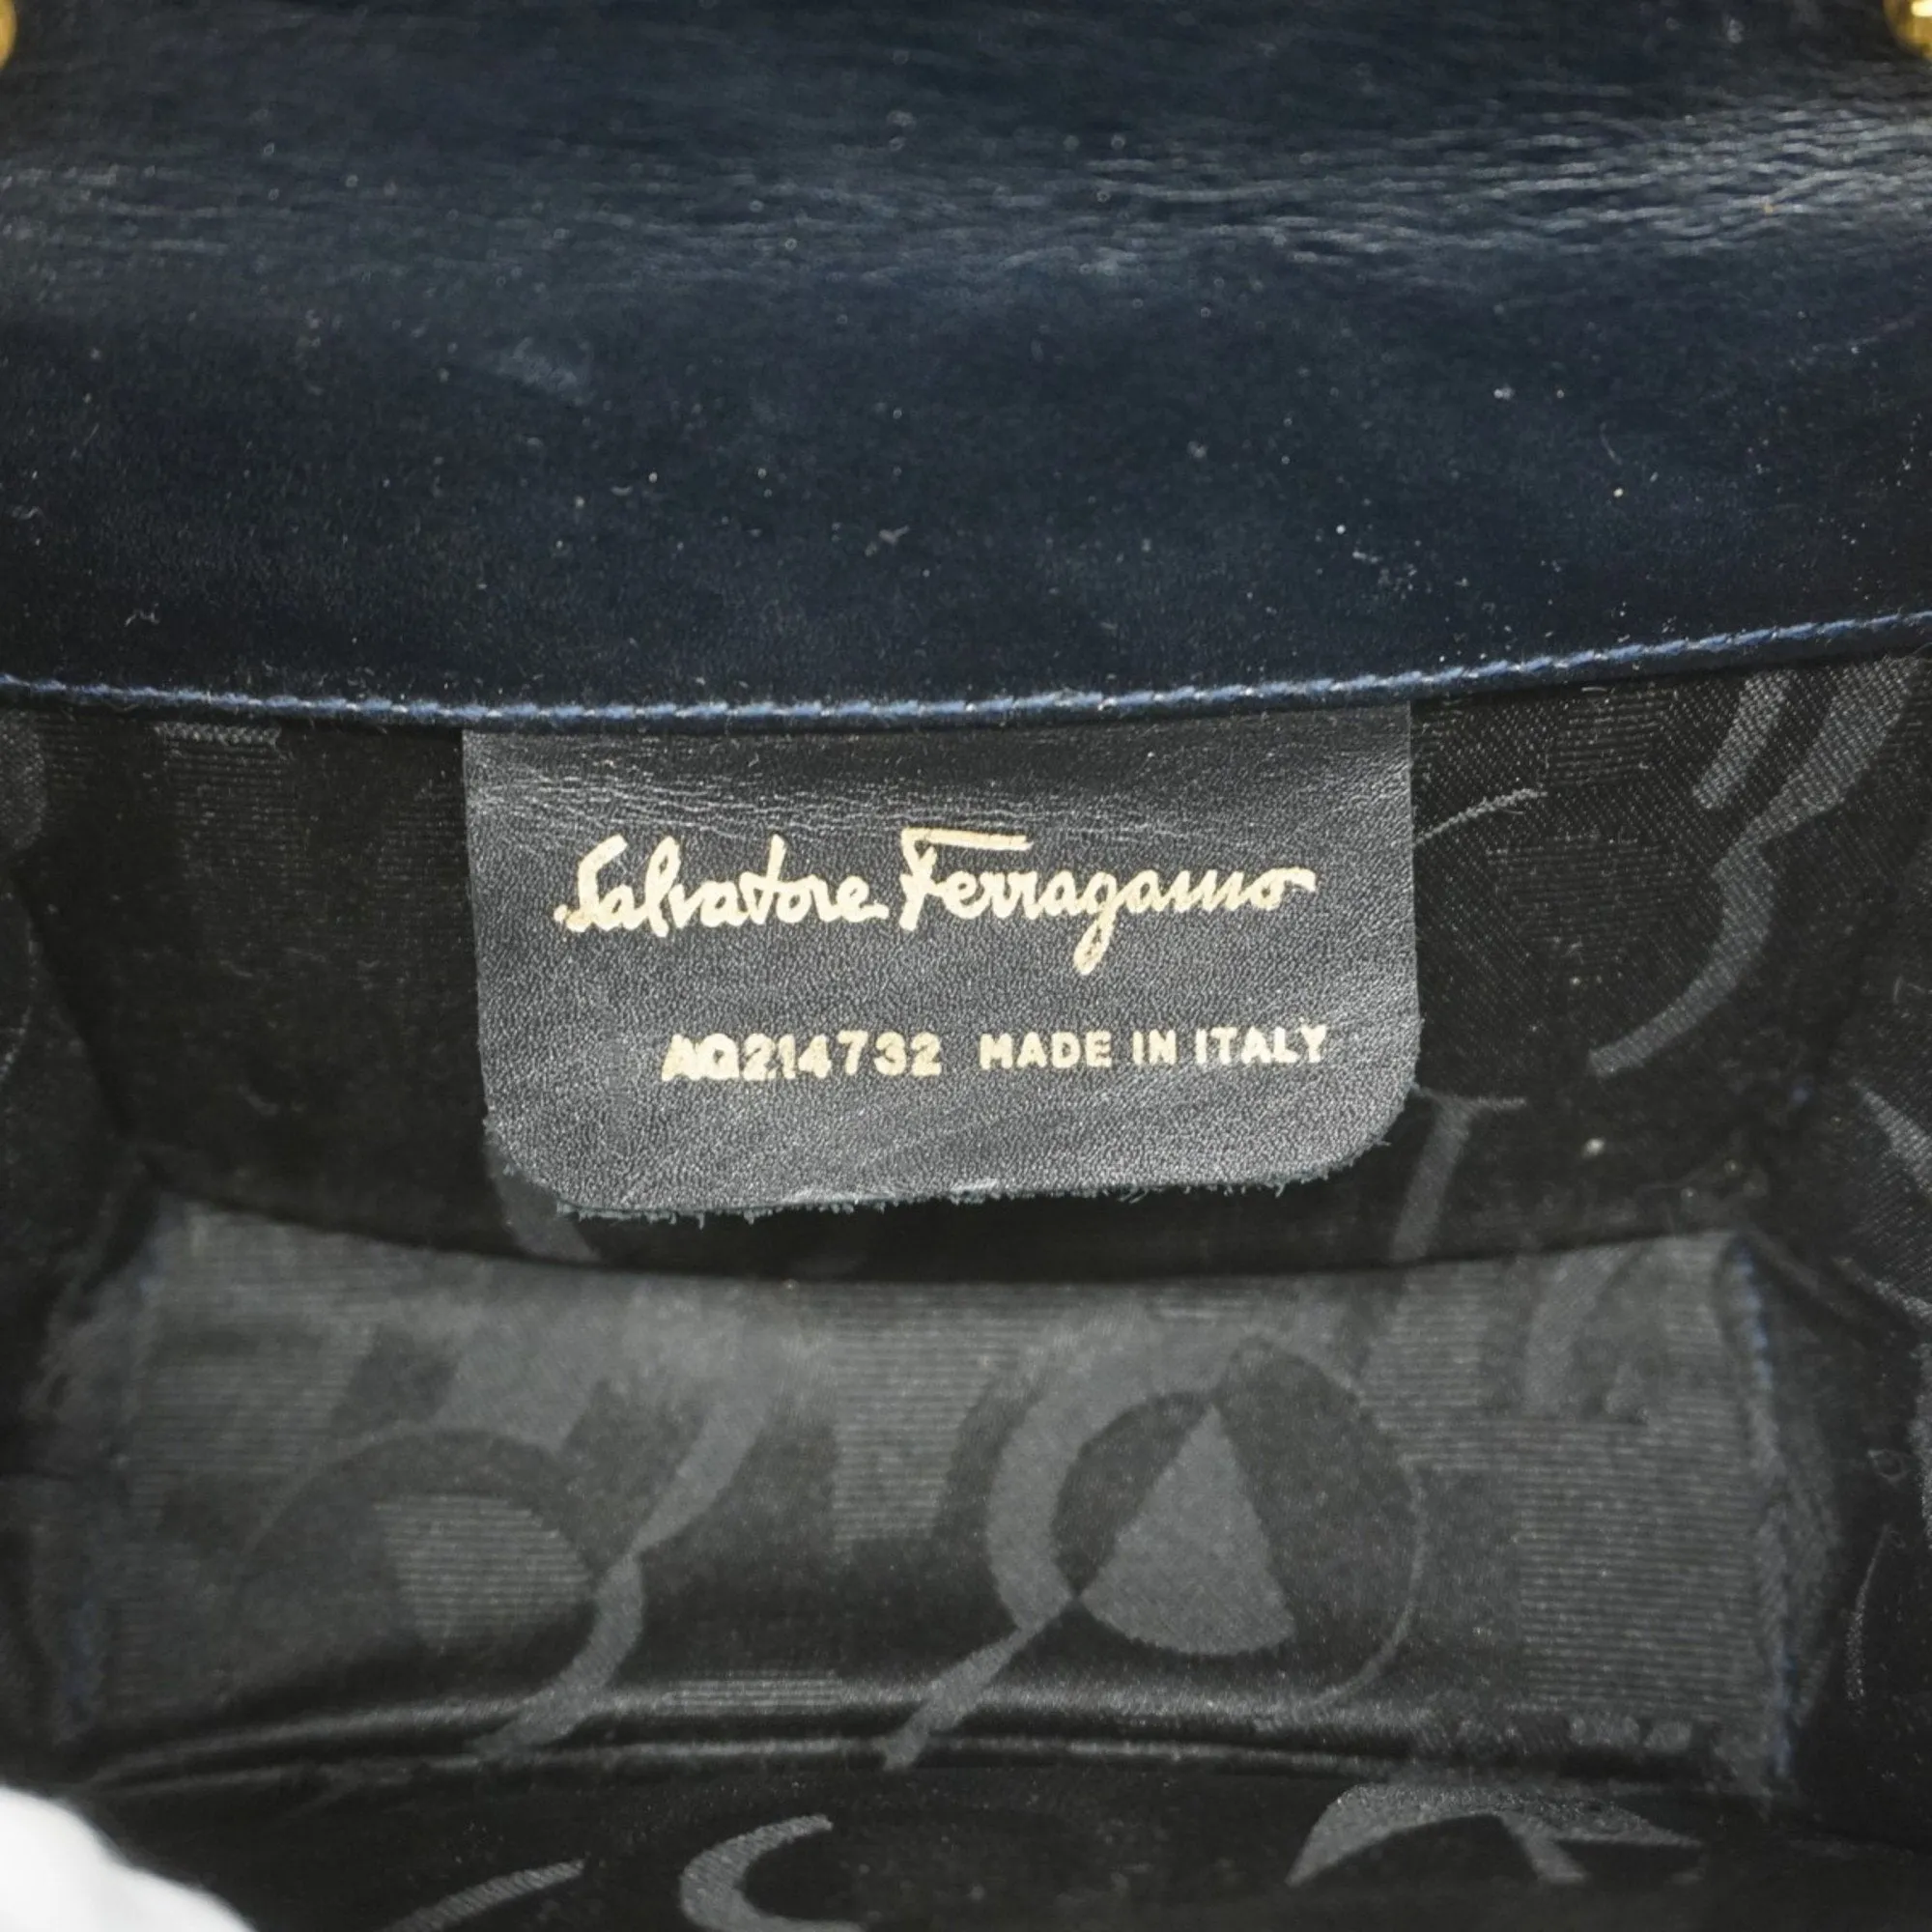 Salvatore Ferragamo
AQ214732 MADE IN ITALY